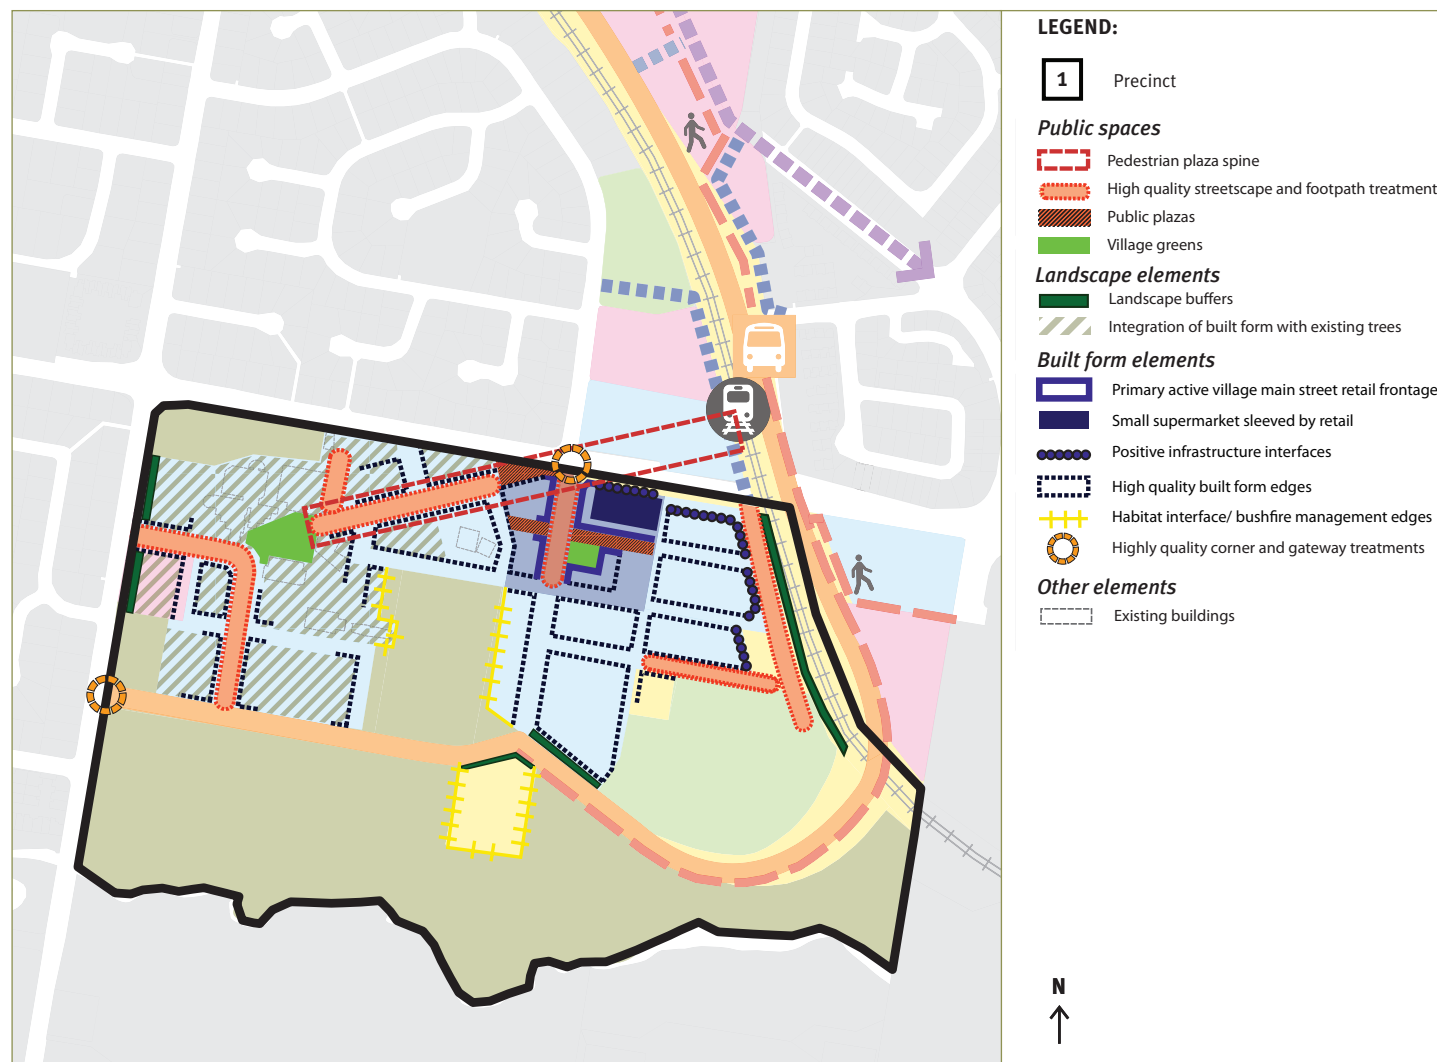 LEGEND:
1 Precinct
Public spaces
Pedestrian plaza spine
High quality streetscape and footpath treatment
Public plazas
Village greens
Landscape elements
Landscape buffers
Integration of built form with existing trees
Built form elements
Primary active village main street retail frontage
Small supermarket sleeved by retail
Positive infrastructure interfaces
High quality built form edges
Habitat interface/ bushfire management edges
Highly quality corner and gateway treatments
Other elements
Existing buildings
N